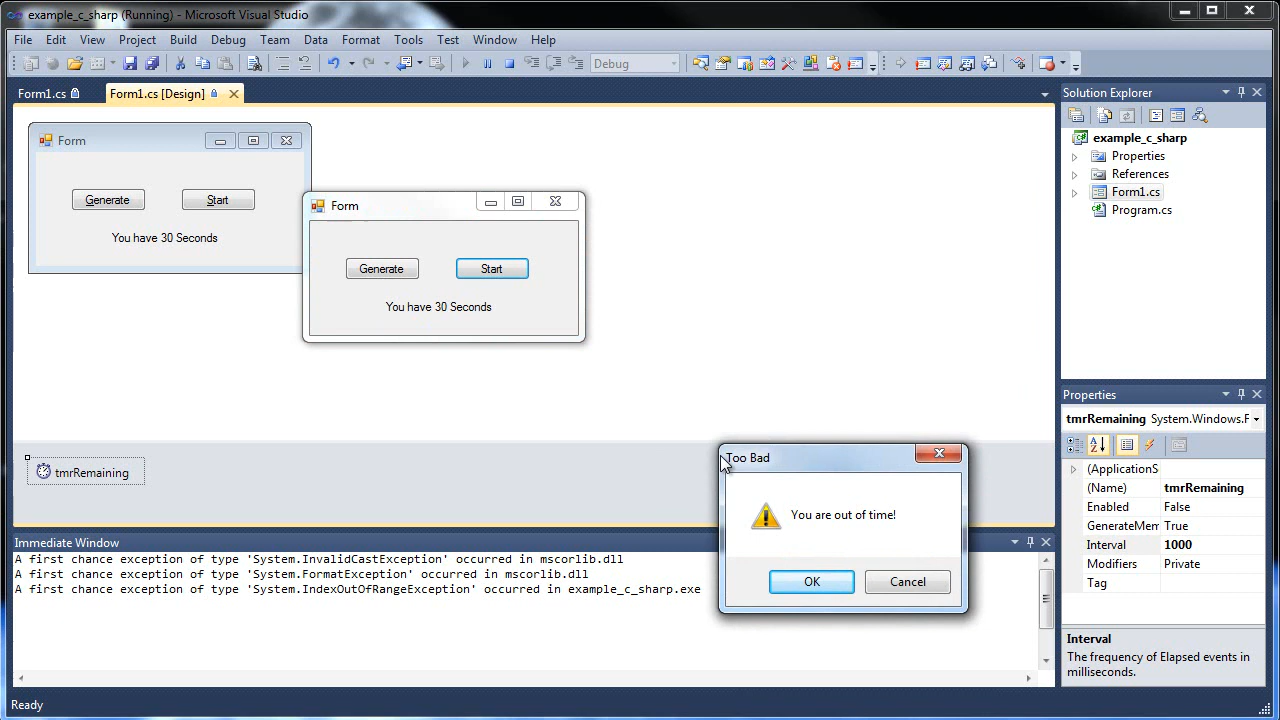 example_c_sharp (Running) - Microsoft Visual Studio
File Edit View Project Build Debug Team Data Format Tools Test Window Help
Debug
Form1.cs Form1.cs [Design]
Form
Generate Start
You have 30 Seconds
Form
Generate Start
You have 30 Seconds
tmrRemaining
Too Bad
You are out of time!
OK Cancel
Immediate Window
A first chance exception of type 'System.InvalidCastException' occurred in mscorlib.dll
A first chance exception of type 'System.FormatException' occurred in mscorlib.dll
A first chance exception of type 'System.IndexOutOfRangeException' occurred in example_c_sharp.exe
Solution Explorer
example_c_sharp
Properties
References
Form1.cs
Program.cs
Properties
tmrRemaining System.Windows.F
(ApplicationS
(Name) tmrRemaining
Enabled False
GenerateMem True
Interval 1000
Modifiers Private
Tag
Interval
The frequency of Elapsed events in
milliseconds.
Ready